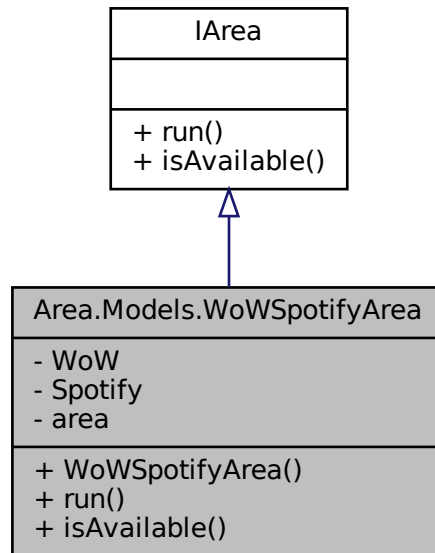 IArea
+ run()
+ isAvailable()
Area.Models.WoWSpotifyArea
- WoW
- Spotify
- area
+ WoWSpotifyArea()
+ run()
+ isAvailable()